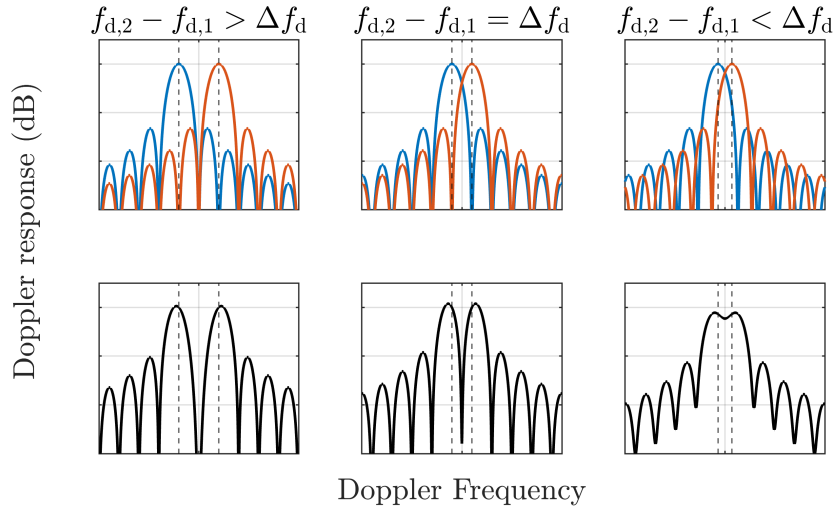 f_{d,2} − f_{d,1} > Δf_d
f_{d,2} − f_{d,1} = Δf_d
f_{d,2} − f_{d,1} < Δf_d
Doppler response (dB)
Doppler Frequency